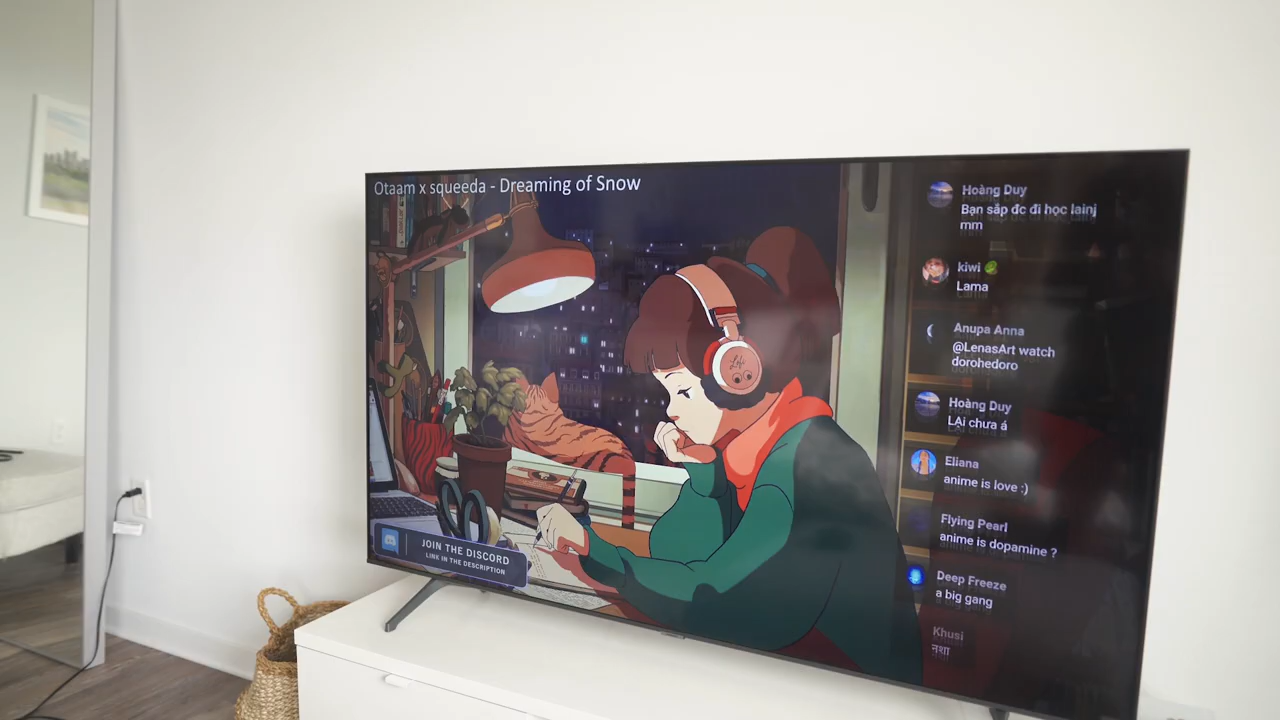 Otaam x squeeda - Dreaming of Snow
Hoàng Duy
Bạn sắp đc đi học lainj
mm
kiwi
Lama
Anupa Anna
@LenasArt watch
dorohedoro
Hoàng Duy
LẠi chưa á
Eliana
anime is love :)
Flying Pearl
anime is dopamine ?
Deep Freeze
a big gang
Khusi
नशा
Lofi
JOIN THE DISCORD
LINK IN THE DESCRIPTION